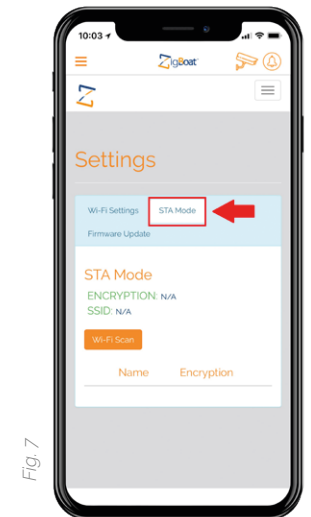 10:03
ZigBoat
Settings
Wi-Fi Settings STA Mode
Firmware Update
STA Mode
ENCRYPTION: N/A
SSID: N/A
Wi-Fi Scan
Name Encryption
Fig. 7